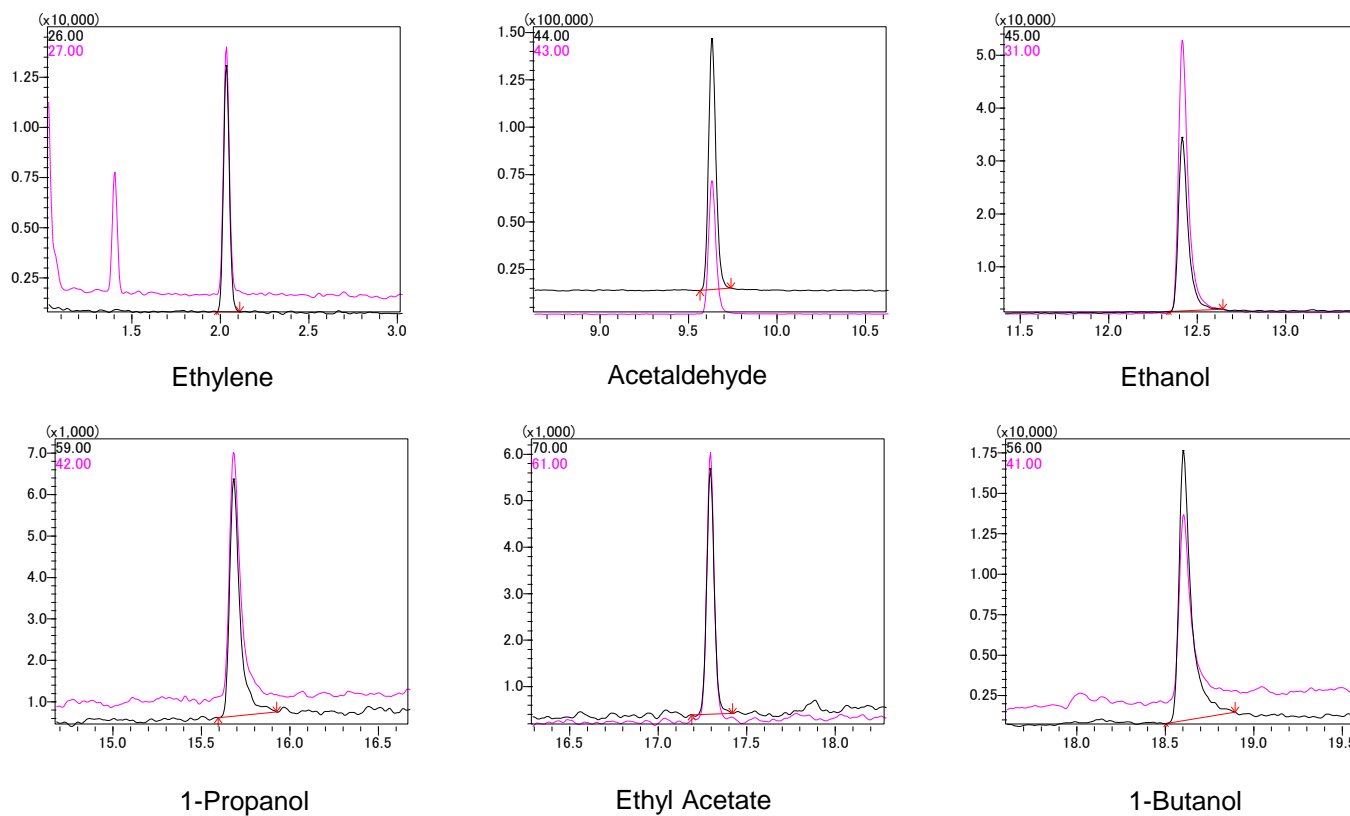 (x10,000)
26.00
27.00
1.25
1.00
0.75
0.50
0.25
1.5 2.0 2.5 3.0
Ethylene
(x100,000)
1.50
44.00
43.00
1.25
1.00
0.75
0.50
0.25
9.0 9.5 10.0 10.5
Acetaldehyde
(x10,000)
45.00
31.00
5.0
4.0
3.0
2.0
1.0
11.5 12.0 12.5 13.0
Ethanol
(x1,000)
59.00
7.0
42.00
6.0
5.0
4.0
3.0
2.0
1.0
15.0 15.5 16.0 16.5
1-Propanol
(x1,000)
70.00
6.0
61.00
5.0
4.0
3.0
2.0
1.0
16.5 17.0 17.5 18.0
Ethyl Acetate
(x10,000)
1.75
56.00
41.00
1.50
1.25
1.00
0.75
0.50
0.25
18.0 18.5 19.0 19.5
1-Butanol